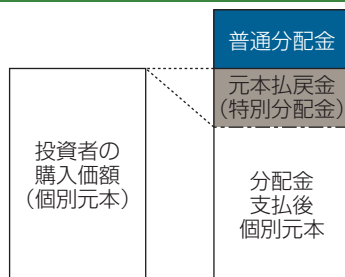 普通分配金
元本払戻金
（特別分配金）
投資者の
購入価額
（個別元本）
分配金
支払後
個別元本